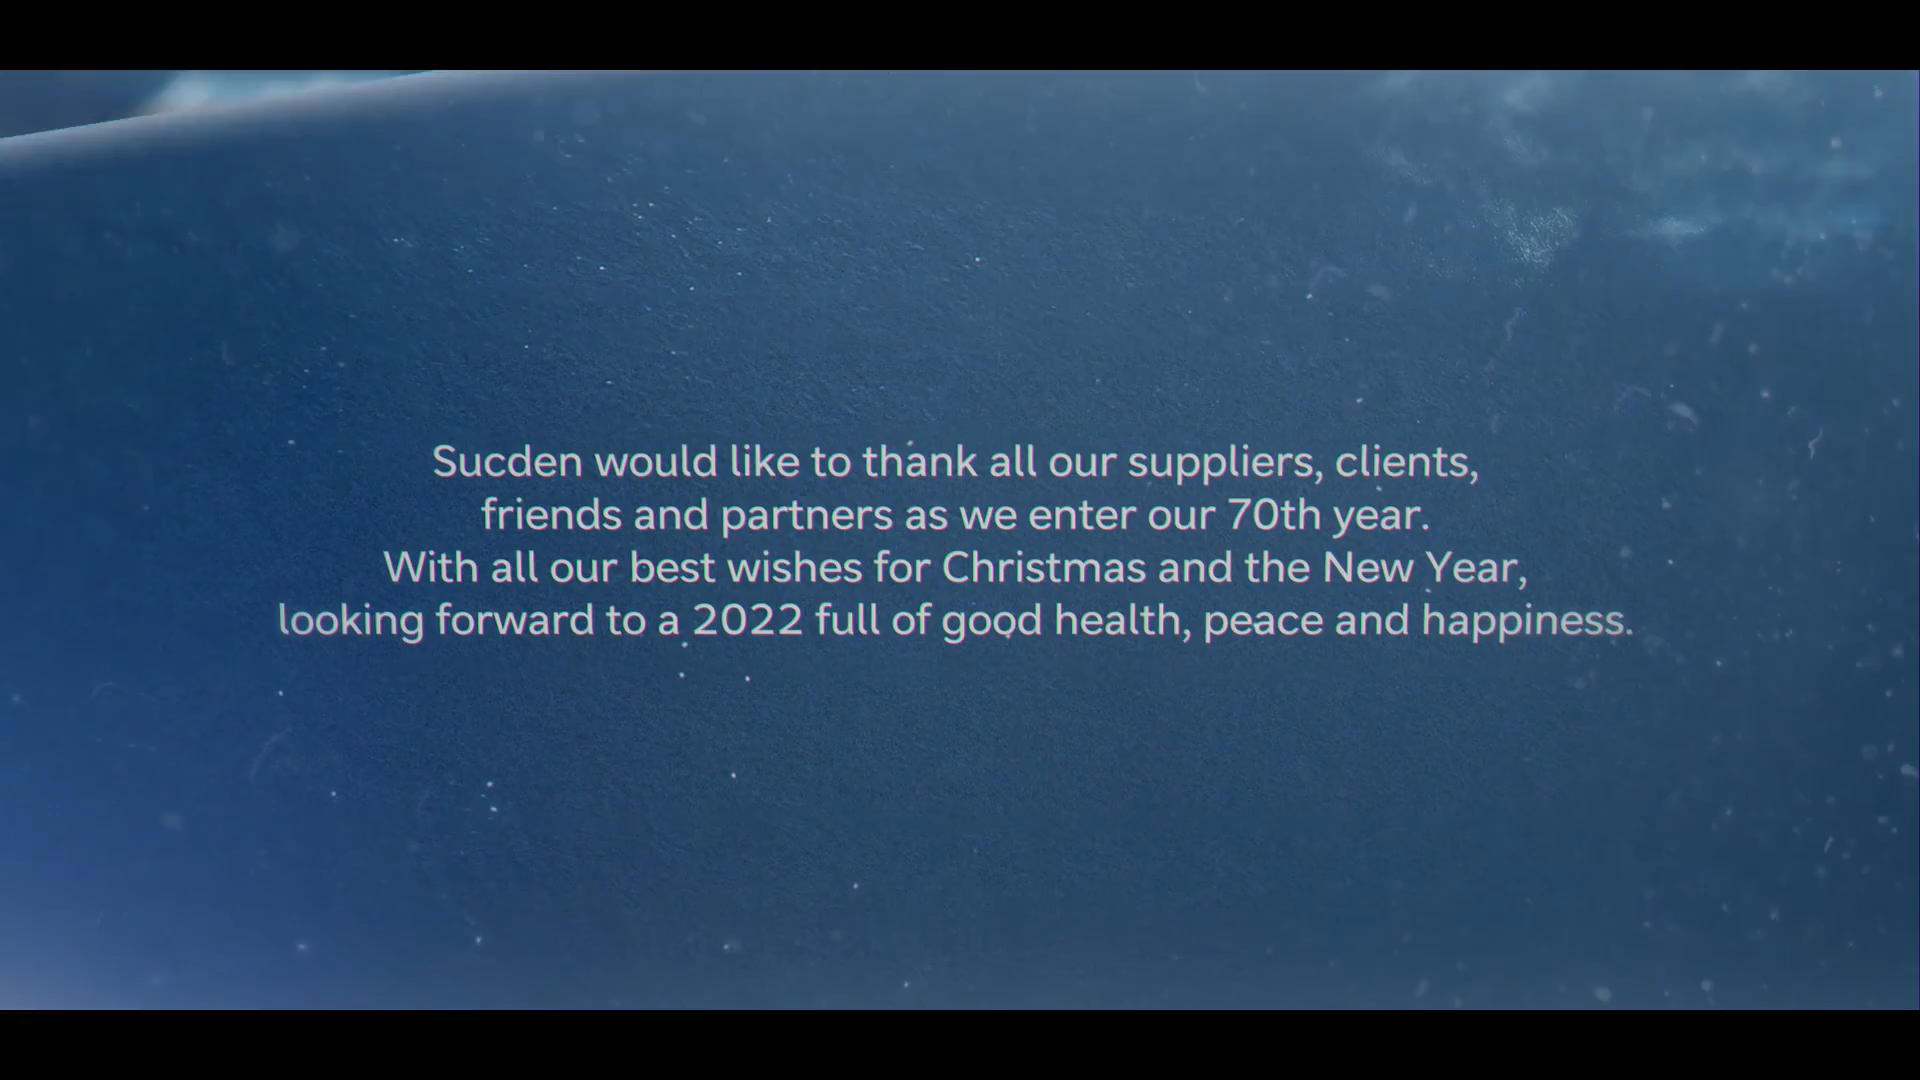 Sucden would like to thank all our suppliers, clients,
friends and partners as we enter our 70th year.
With all our best wishes for Christmas and the New Year,
looking forward to a 2022 full of good health, peace and happiness.